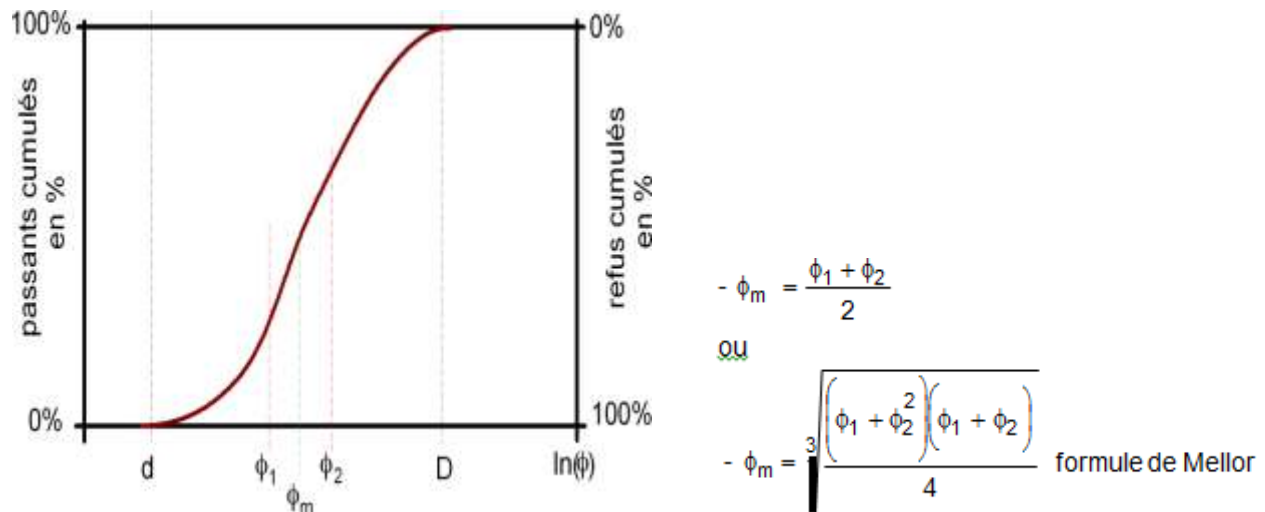 100%
0%
passants cumulés
en %
refus cumulés
en %
0%
100%
d
ϕ₁
ϕₘ
ϕ₂
D
ln(ϕ)
- ϕₘ = (ϕ₁ + ϕ₂) / 2
ou
- ϕₘ = ∛((ϕ₁ + ϕ₂²)(ϕ₁ + ϕ₂) / 4) formule de Mellor